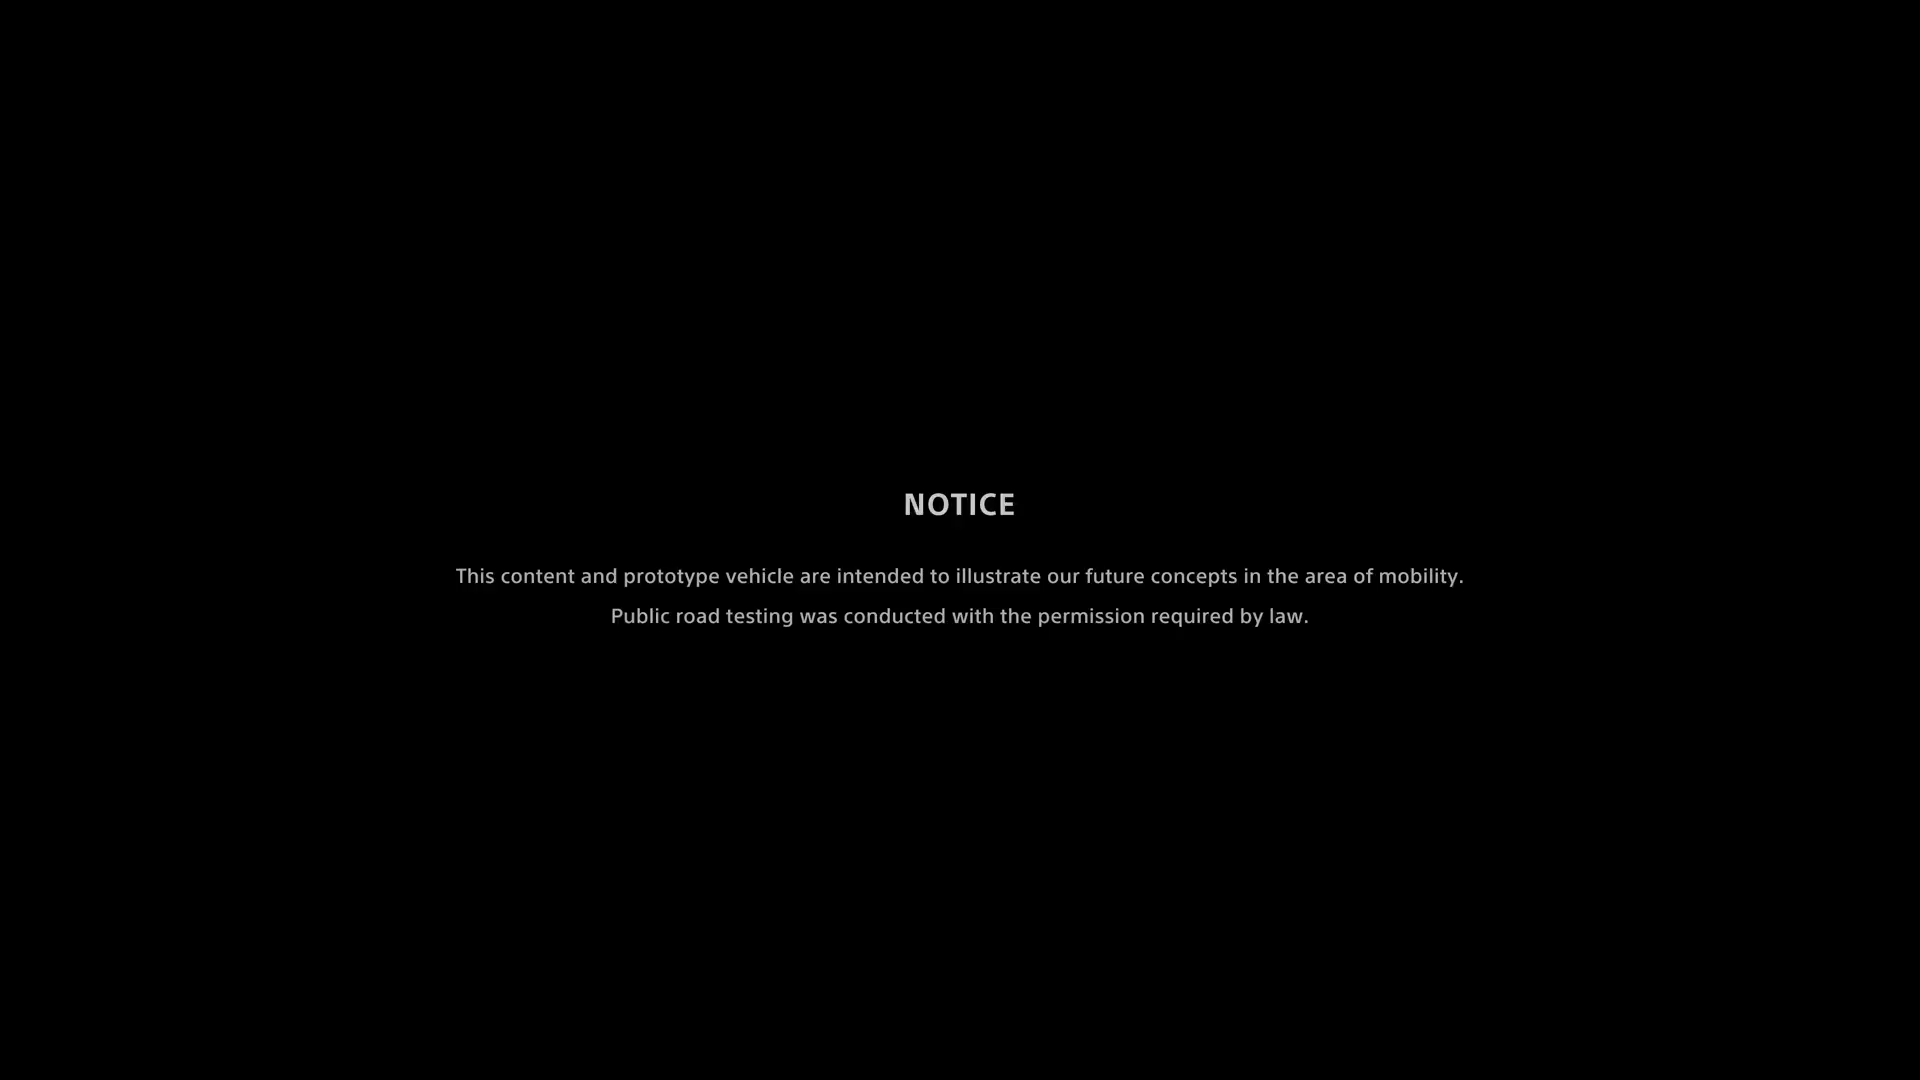 NOTICE
This content and prototype vehicle are intended to illustrate our future concepts in the area of mobility.
Public road testing was conducted with the permission required by law.